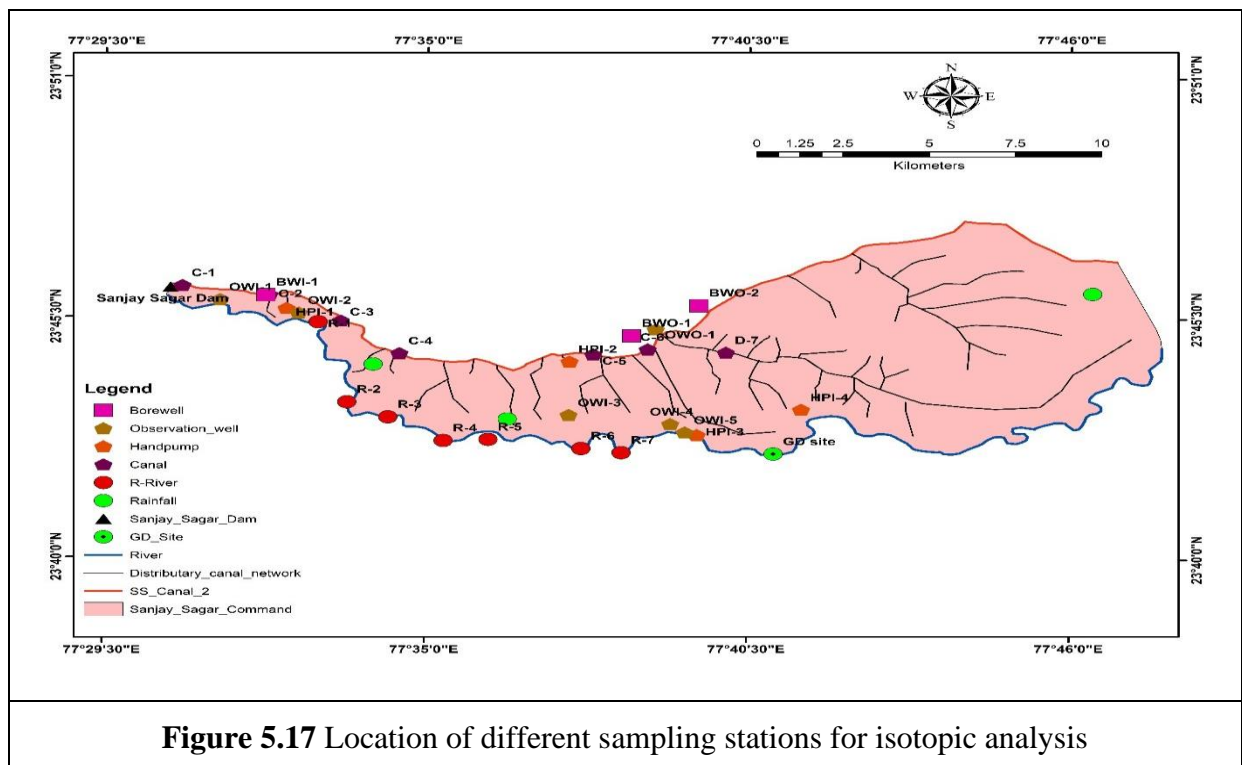 77°29'30"E 77°35'0"E 77°40'30"E 77°46'0"E
23°51'0"N
23°51'0"N
N
W E
S
0 1.25 2.5 5 7.5 10
Kilometers
C-1
OWI-1
BWI-1
C-2
Sanjay Sagar Dam
OWI-2
HPI-1
R-1
C-3
C-4
BWO-2
BWO-1
OWO-1
C-6
HPI-2
C-5
D-7
23°45'30"N
23°45'30"N
R-2
R-3
R-4
R-5
OWI-3
R-6
R-7
OWI-4
OWI-5
HPI-3
HPI-4
GD site
Legend
Borewell
Observation_well
Handpump
Canal
R-River
Rainfall
Sanjay_Sagar_Dam
GD_Site
River
Distributary_canal_network
SS_Canal_2
Sanjay_Sagar_Command
23°40'0"N
23°40'0"N
77°29'30"E 77°35'0"E 77°40'30"E 77°46'0"E
Figure 5.17 Location of different sampling stations for isotopic analysis